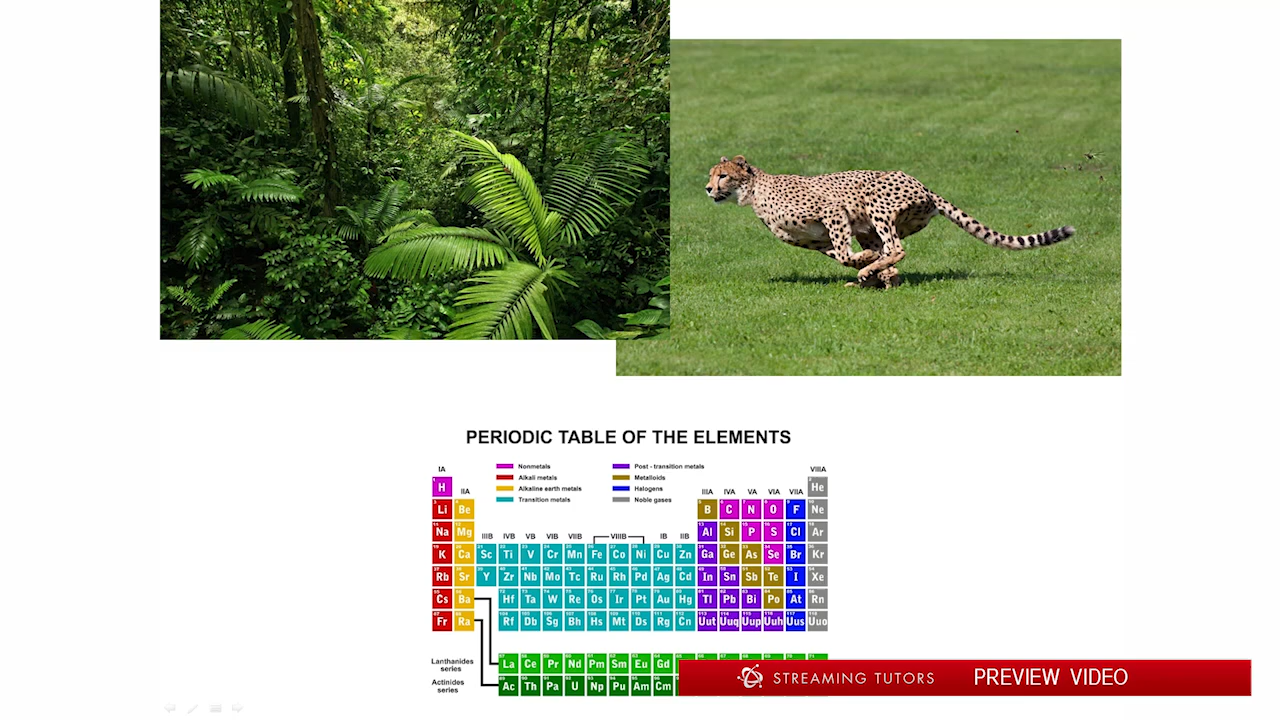 PERIODIC TABLE OF THE ELEMENTS
IA VIIIA
Nonmetals Post - transition metals
Alkali metals Metalloids
Alkaline earth metals Halogens
Transition metals Noble gases
H He
IIA IIIA IVA VA VIA VIIA
Li Be B C N O F Ne
Na Mg Al Si P S Cl Ar
IIIB IVB VB VIB VIIB VIIIB IB IIB
K Ca Sc Ti V Cr Mn Fe Co Ni Cu Zn Ga Ge As Se Br Kr
Rb Sr Y Zr Nb Mo Tc Ru Rh Pd Ag Cd In Sn Sb Te I Xe
Cs Ba Hf Ta W Re Os Ir Pt Au Hg Tl Pb Bi Po At Rn
Fr Ra Rf Db Sg Bh Hs Mt Ds Rg Cn Uut Uuq Uup Uuh Uus Uuo
Lanthanides series La Ce Pr Nd Pm Sm Eu Gd
Actinides series Ac Th Pa U Np Pu Am Cm
STREAMING TUTORS PREVIEW VIDEO